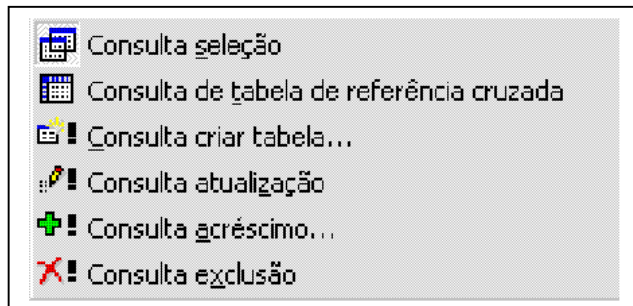 Consulta seleção
Consulta de tabela de referência cruzada
Consulta criar tabela...
Consulta atualização
Consulta acréscimo...
Consulta exclusão